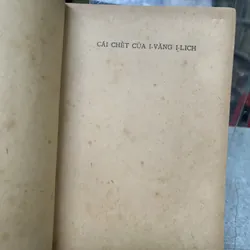 CÁI CHẾT CỦA I-VĂNG I-LICH